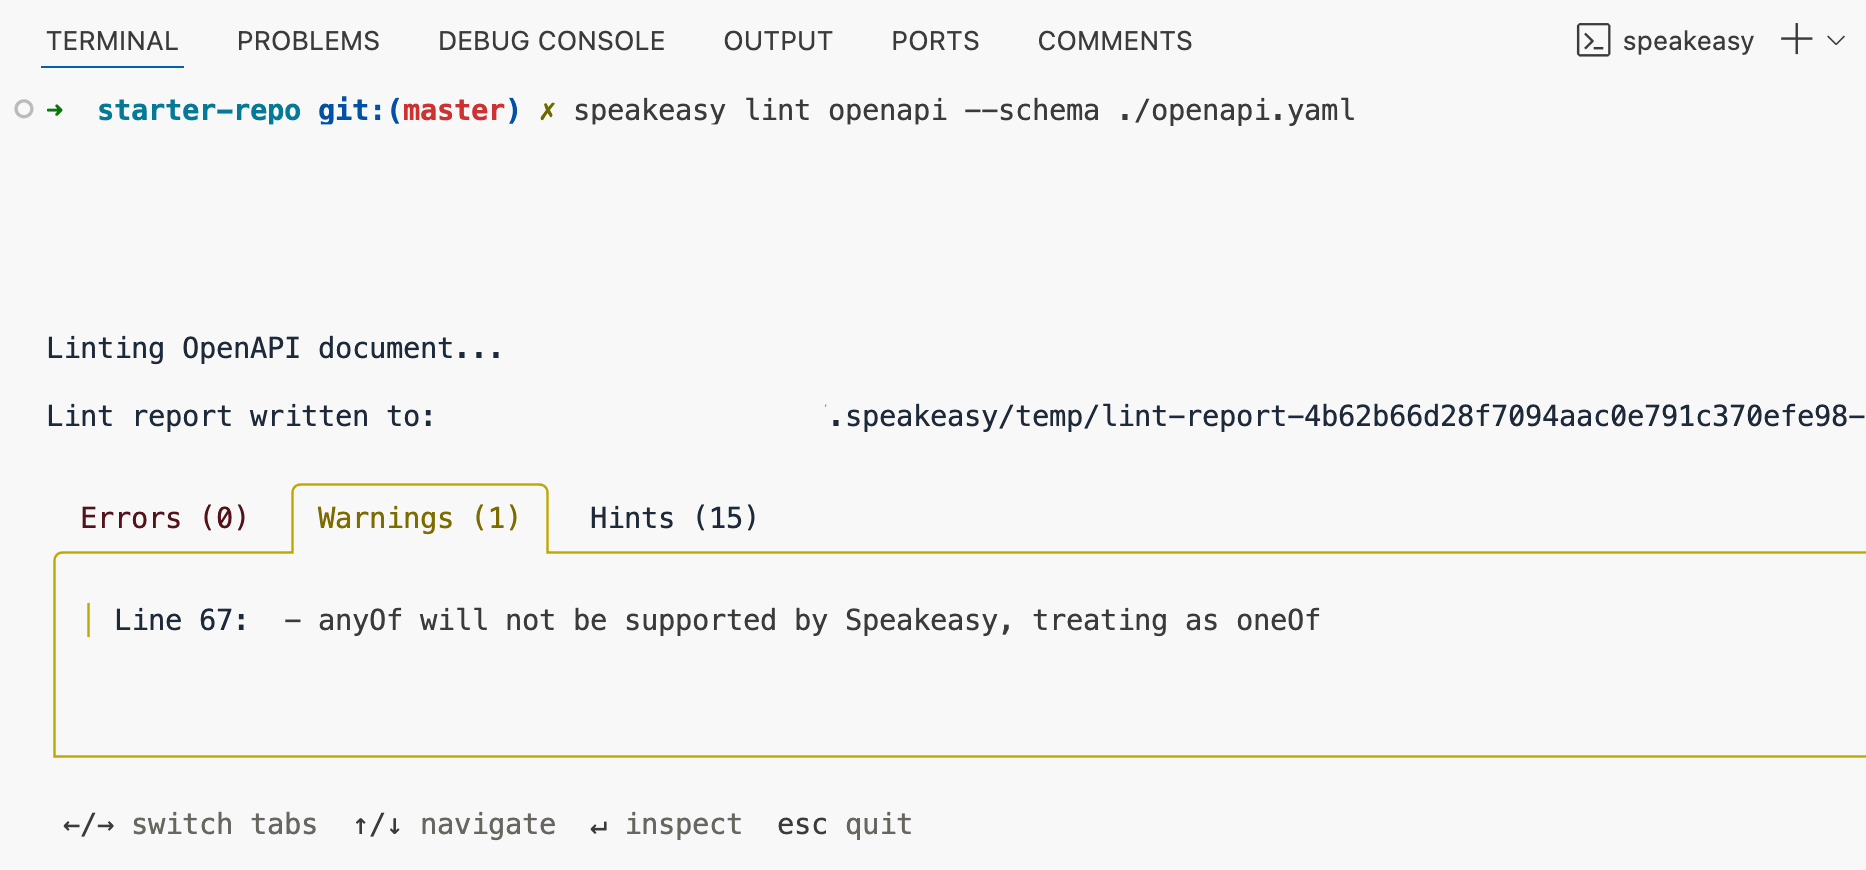 TERMINAL PROBLEMS DEBUG CONSOLE OUTPUT PORTS COMMENTS speakeasy
➜ starter-repo git:(master) ✗ speakeasy lint openapi --schema ./openapi.yaml
Linting OpenAPI document...
Lint report written to: .speakeasy/temp/lint-report-4b62b66d28f7094aac0e791c370efe98-
Errors (0) Warnings (1) Hints (15)
Line 67: - anyOf will not be supported by Speakeasy, treating as oneOf
←/→ switch tabs ↑/↓ navigate ↵ inspect esc quit